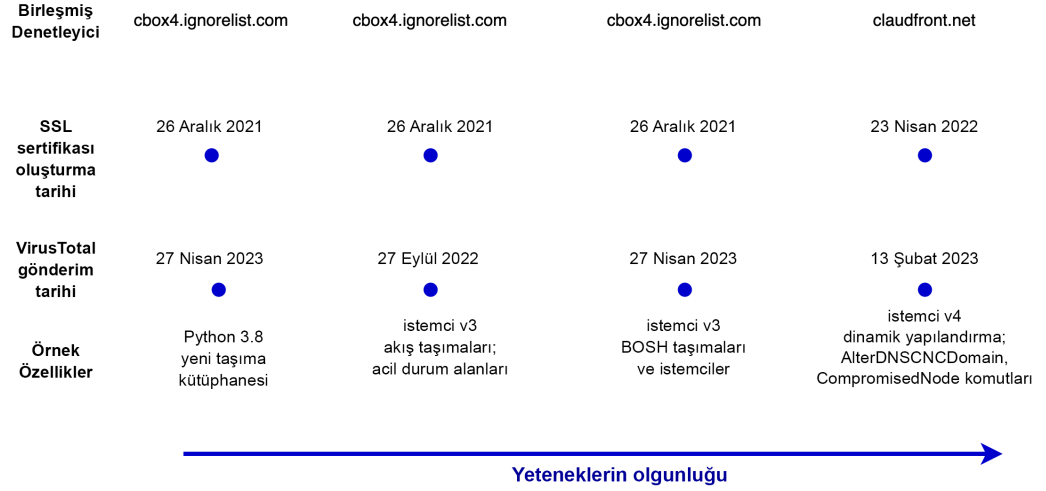 Birleşmiş
Denetleyici
cbox4.ignorelist.com
cbox4.ignorelist.com
cbox4.ignorelist.com
claudfront.net
SSL
sertifikası
oluşturma
tarihi
26 Aralık 2021
26 Aralık 2021
26 Aralık 2021
23 Nisan 2022
VirusTotal
gönderim
tarihi
27 Nisan 2023
27 Eylül 2022
27 Nisan 2023
13 Şubat 2023
Örnek
Özellikler
Python 3.8
yeni taşıma
kütüphanesi
istemci v3
akış taşımaları;
acil durum alanları
istemci v3
BOSH taşımaları
ve istemciler
istemci v4
dinamik yapılandırma;
AlterDNSCNCDomain,
CompromisedNode komutları
Yeteneklerin olgunluğu